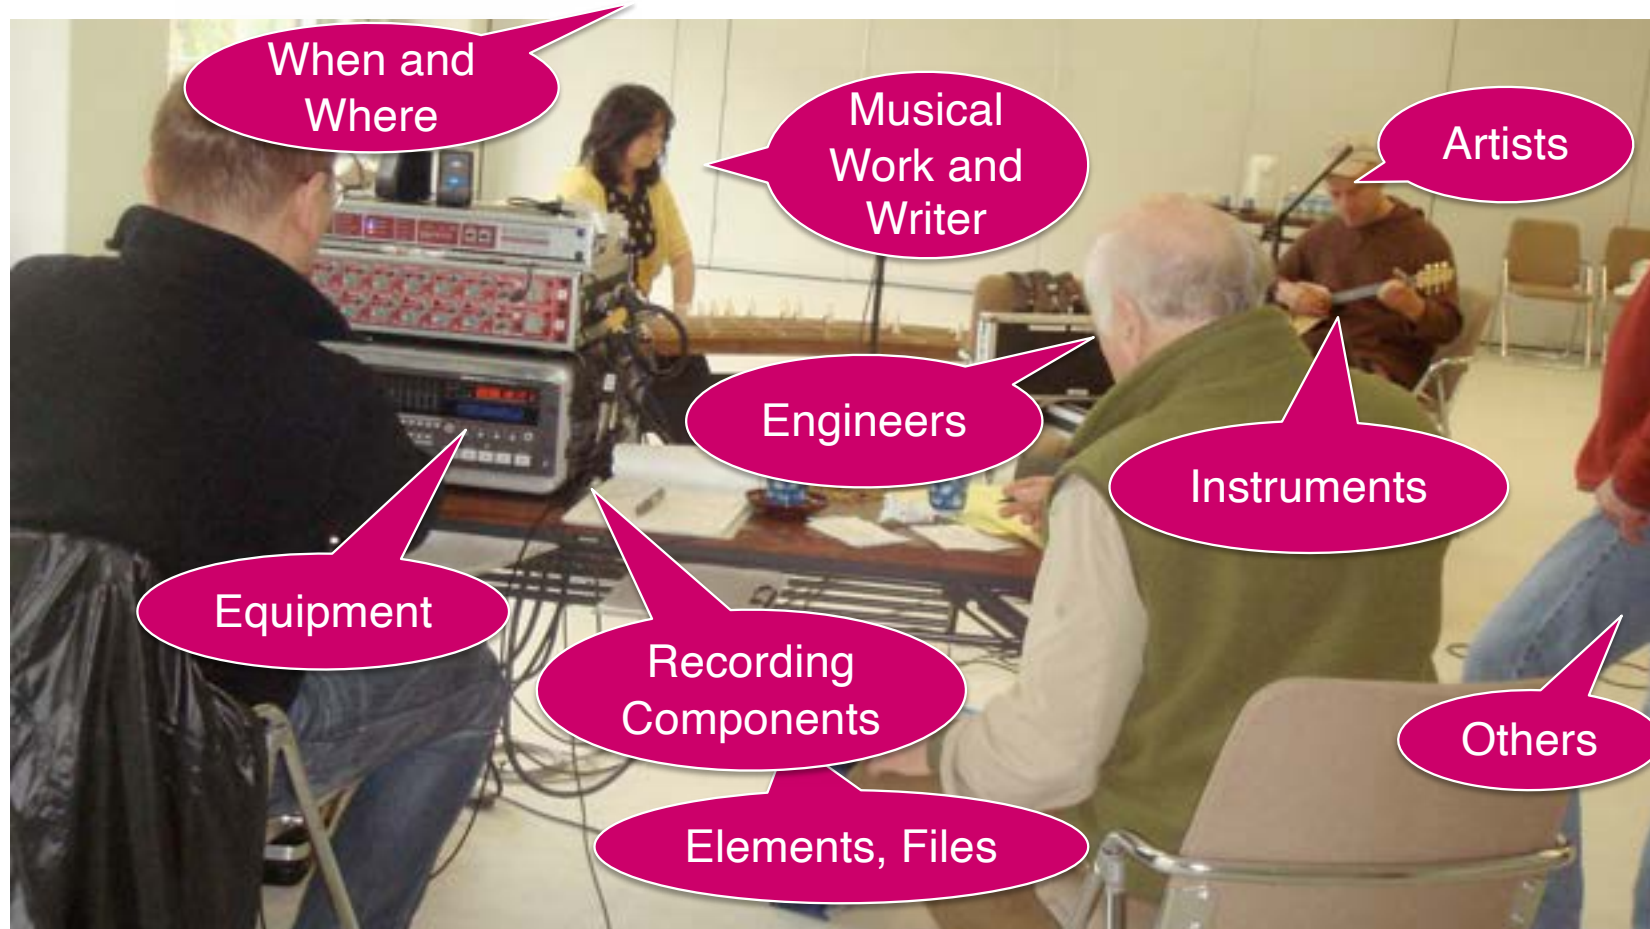 When and
Where
Musical
Work and
Writer
Artists
Engineers
Instruments
Equipment
Recording
Components
Others
Elements, Files